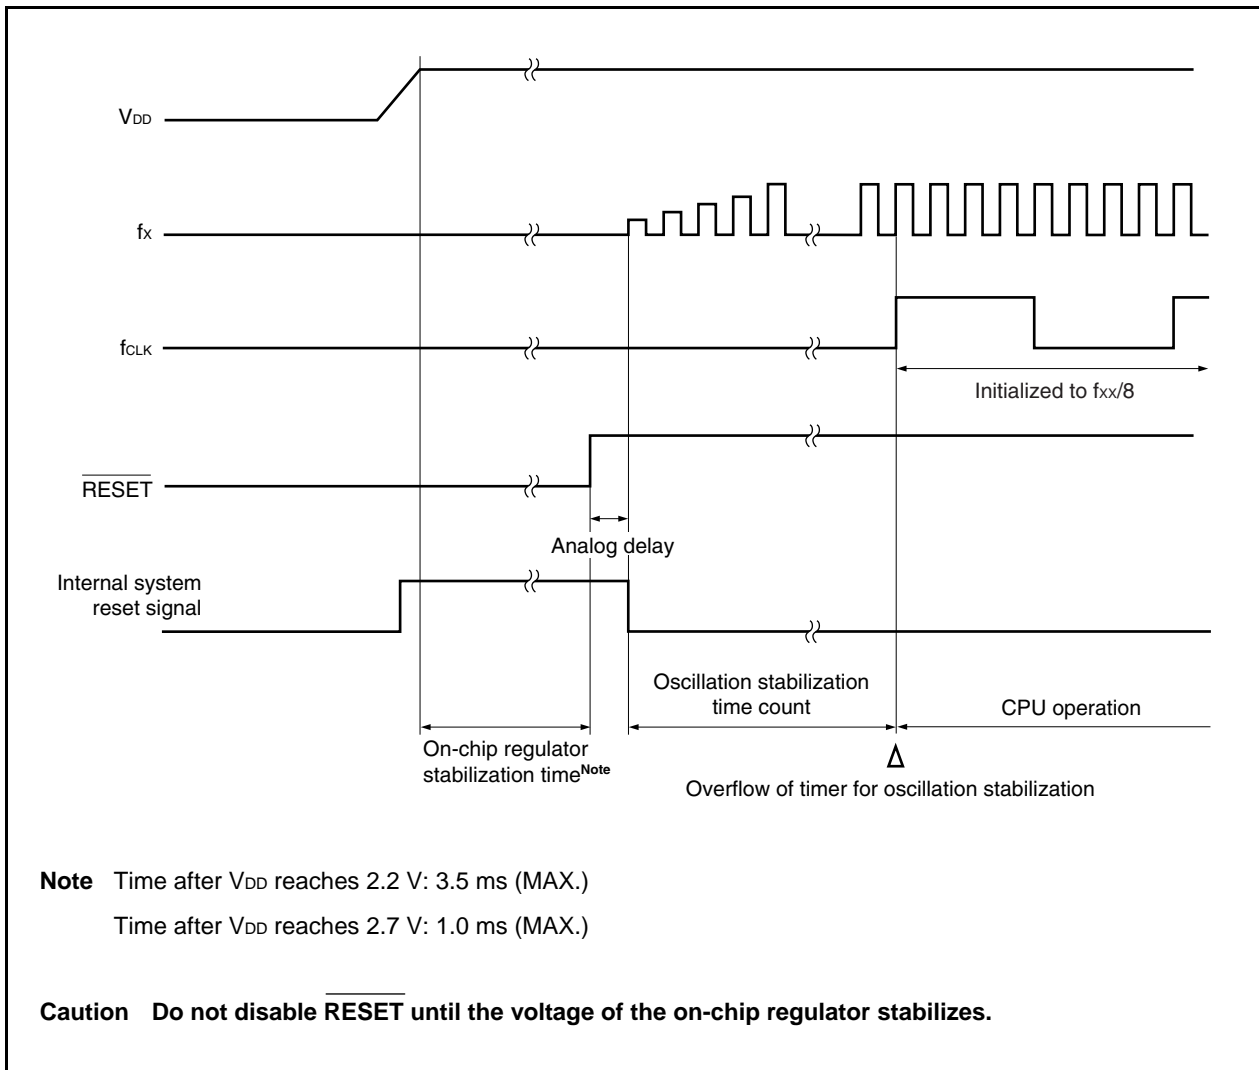 VDD
fX
fCLK
Initialized to fXX/8
RESET
Analog delay
Internal system
reset signal
Oscillation stabilization
time count
CPU operation
On-chip regulator
stabilization timeNote
Overflow of timer for oscillation stabilization
Note Time after VDD reaches 2.2 V: 3.5 ms (MAX.)
Time after VDD reaches 2.7 V: 1.0 ms (MAX.)
Caution Do not disable RESET until the voltage of the on-chip regulator stabilizes.